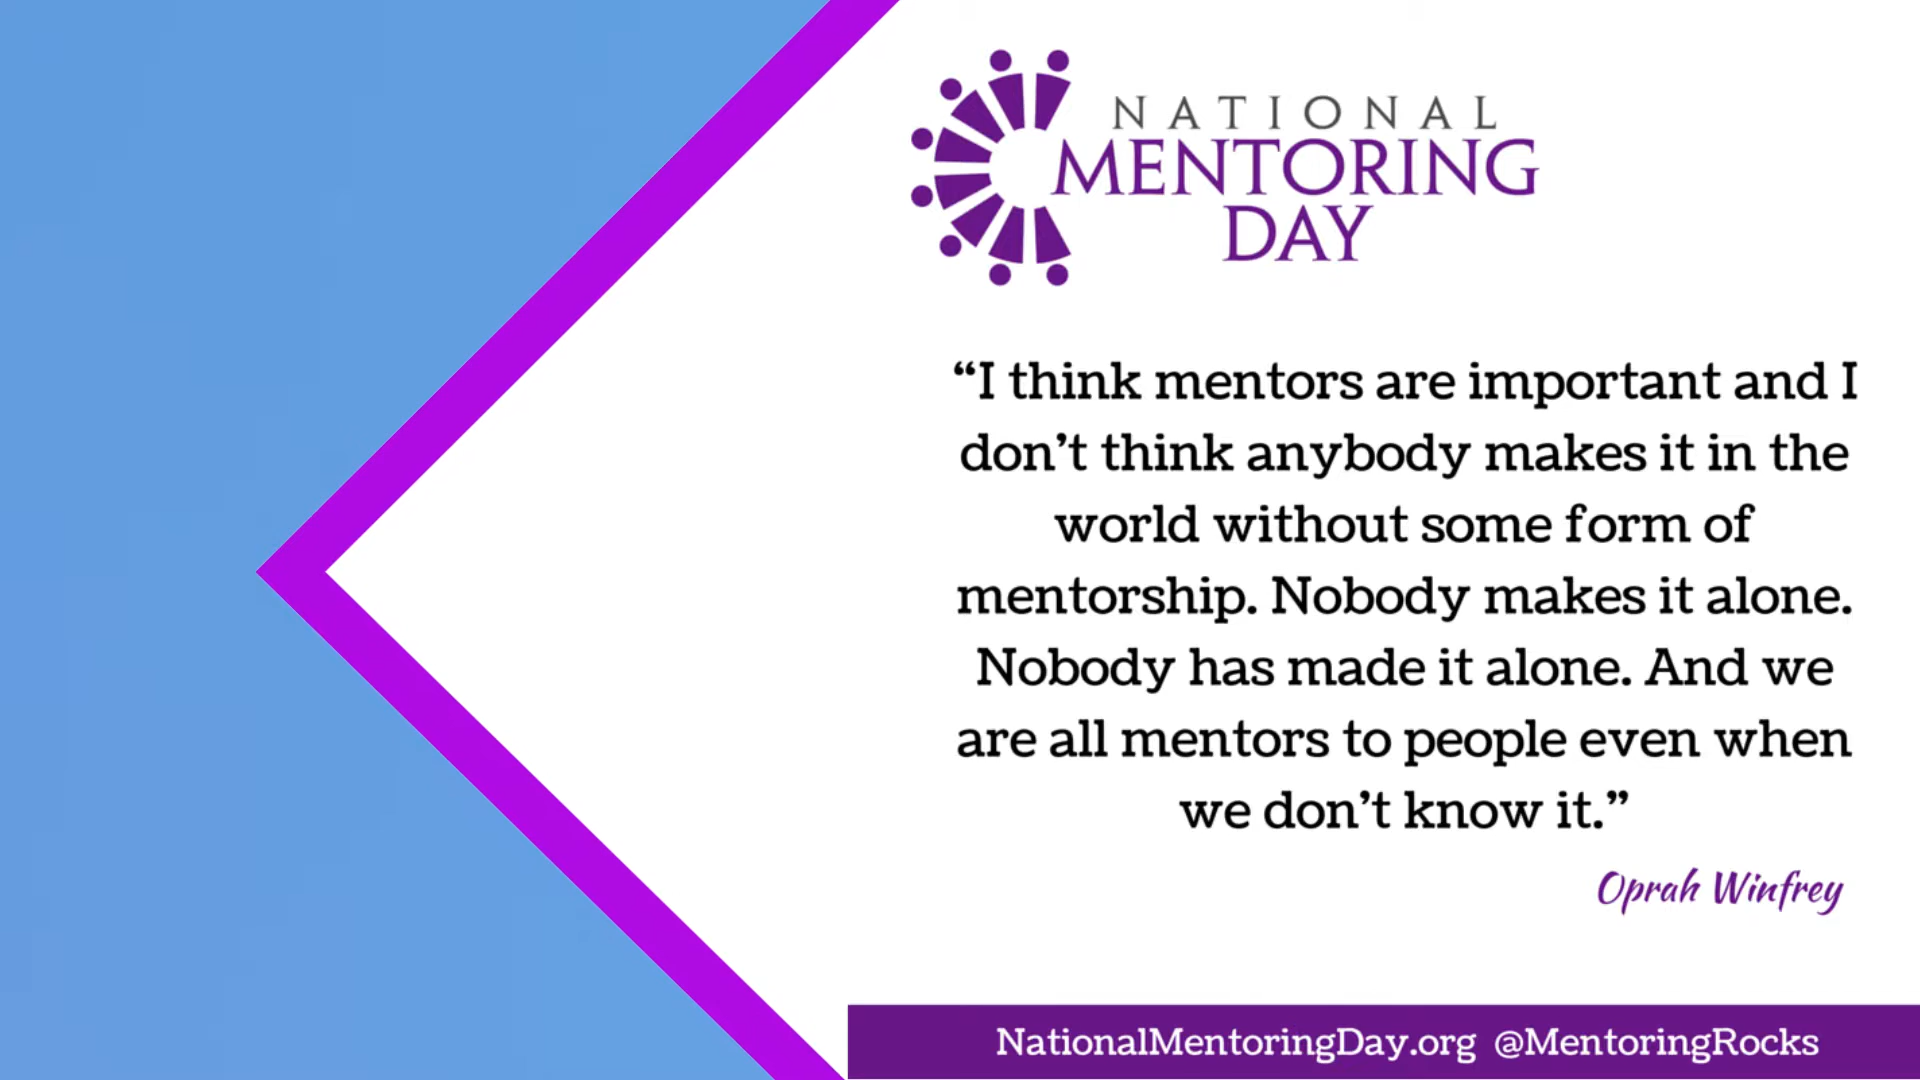 NATIONAL
MENTORING
DAY
“I think mentors are important and I
don’t think anybody makes it in the
world without some form of
mentorship. Nobody makes it alone.
Nobody has made it alone. And we
are all mentors to people even when
we don’t know it.”
Oprah Winfrey
NationalMentoringDay.org @MentoringRocks